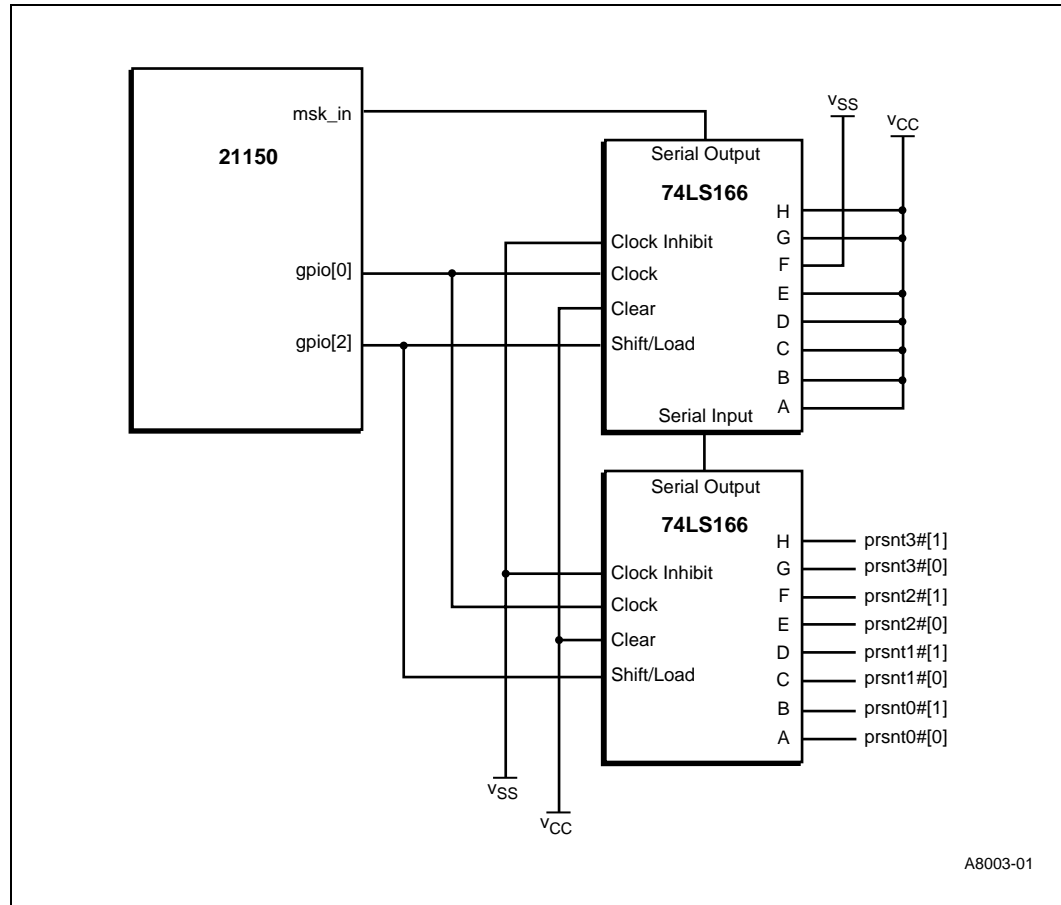 21150
msk_in
gpio[0]
gpio[2]
vSS
vCC
Serial Output
74LS166
Clock Inhibit
Clock
Clear
Shift/Load
H
G
F
E
D
C
B
A
Serial Input
Serial Output
74LS166
Clock Inhibit
Clock
Clear
Shift/Load
H
G
F
E
D
C
B
A
prsnt3#[1]
prsnt3#[0]
prsnt2#[1]
prsnt2#[0]
prsnt1#[1]
prsnt1#[0]
prsnt0#[1]
prsnt0#[0]
vSS
vCC
A8003-01